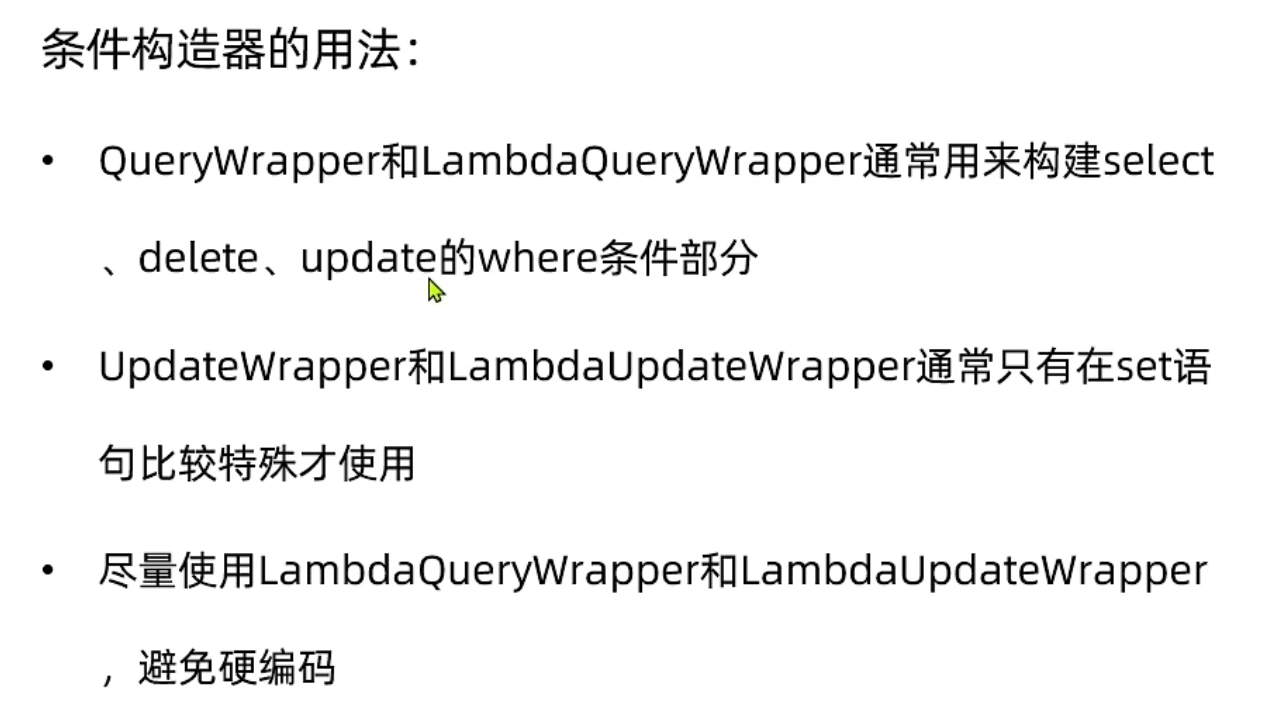 条件构造器的用法：
• QueryWrapper和LambdaQueryWrapper通常用来构建select
、delete、update的where条件部分
• UpdateWrapper和LambdaUpdateWrapper通常只有在set语
句比较特殊才使用
• 尽量使用LambdaQueryWrapper和LambdaUpdateWrapper
，避免硬编码